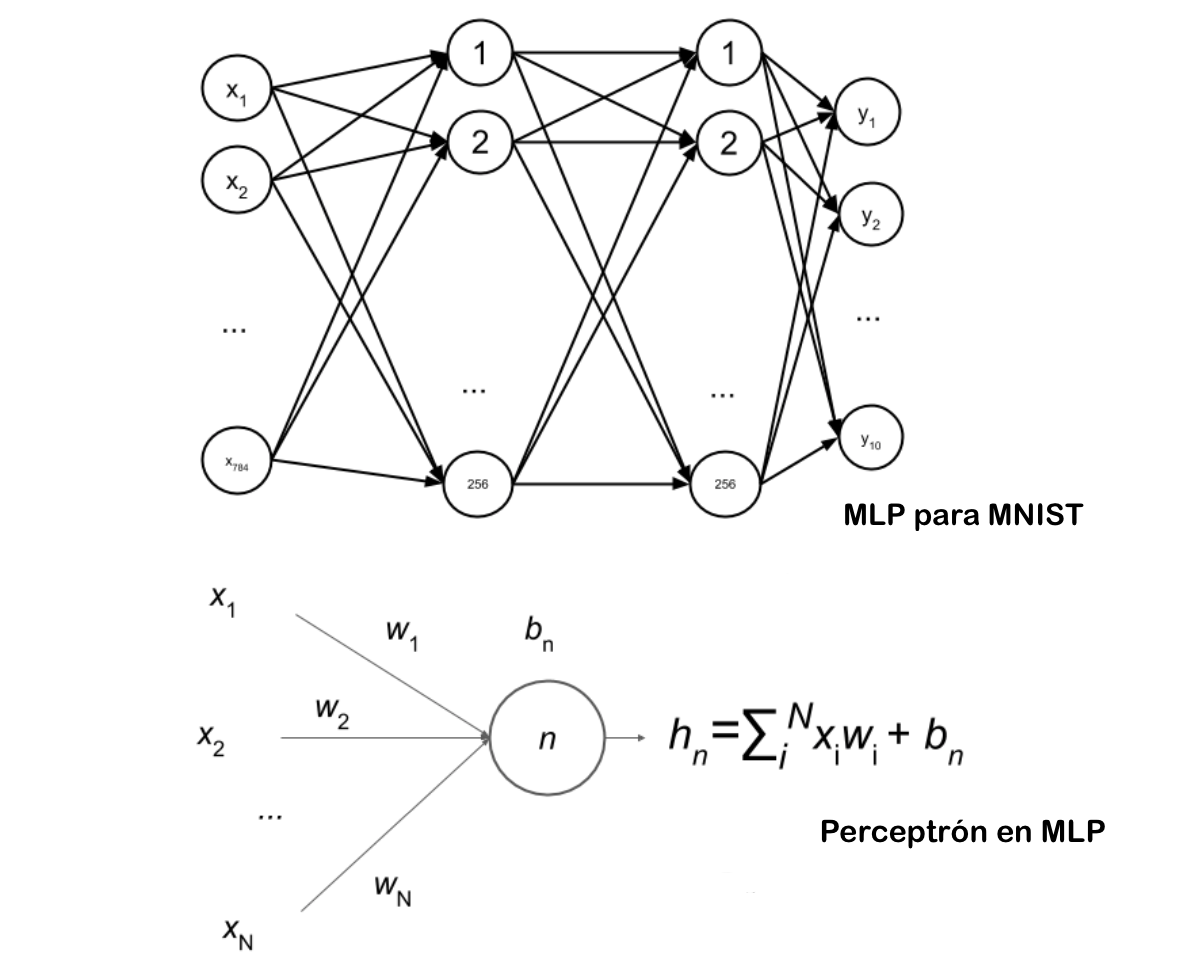 1 1
x1 y1
2 2
x2 y2
...
...
... ...
x784 y10
256 256
MLP para MNIST
x1
w1 bn
w2
x2 n hn=∑iNxiwi + bn
...
Perceptrón en MLP
wN
xN